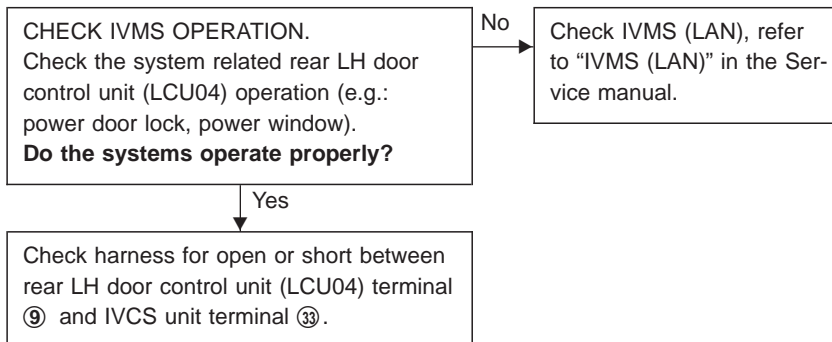 CHECK IVMS OPERATION.
Check the system related rear LH door
control unit (LCU04) operation (e.g.:
power door lock, power window).
Do the systems operate properly?
No
Check IVMS (LAN), refer
to “IVMS (LAN)” in the Ser-
vice manual.
Yes
Check harness for open or short between
rear LH door control unit (LCU04) terminal
⑨ and IVCS unit terminal ㉝.